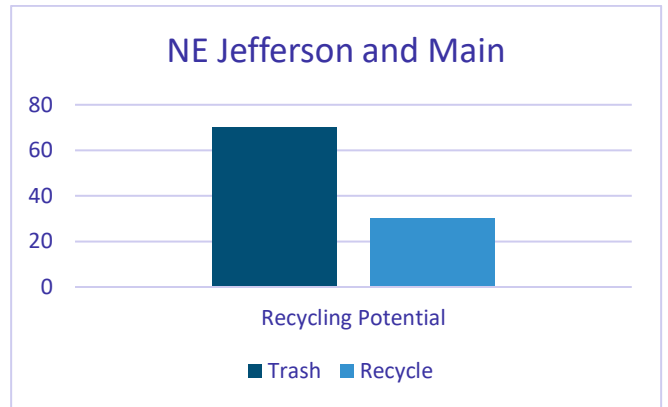 NE Jefferson and Main
80
60
40
20
0
Recycling Potential
Trash Recycle